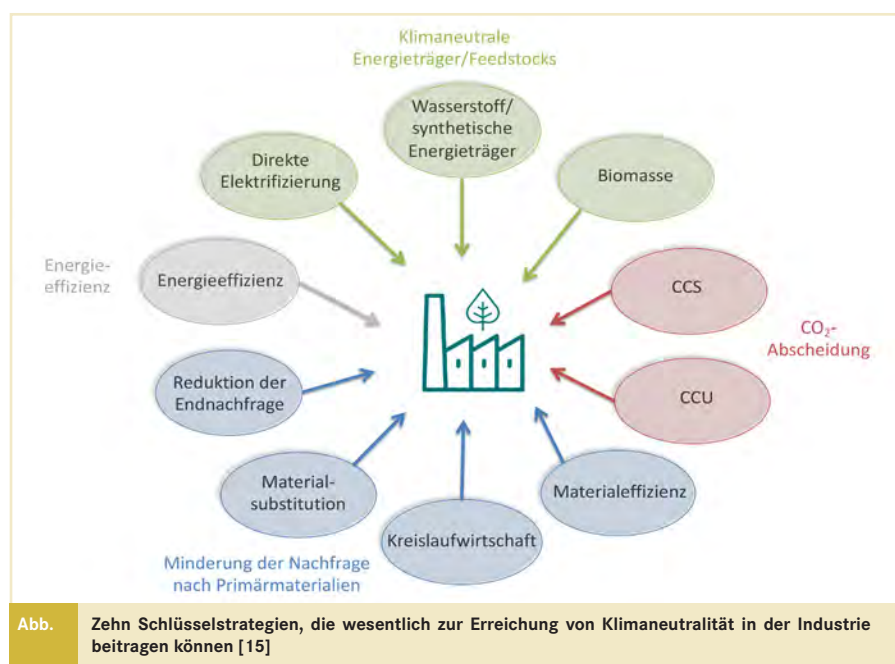 Klimaneutrale
Energieträger/Feedstocks
Wasserstoff/
synthetische
Energieträger
Direkte
Elektrifizierung
Biomasse
Energie-
effizienz
Energieeffizienz
CCS
CO₂-
Abscheidung
Reduktion der
Endnachfrage
CCU
Material-
substitution
Kreislaufwirtschaft
Materialeffizienz
Minderung der Nachfrage
nach Primärmaterialien
Abb. Zehn Schlüsselstrategien, die wesentlich zur Erreichung von Klimaneutralität in der Industrie
beitragen können [15]